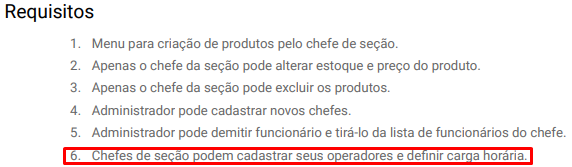 Requisitos
1. Menu para criação de produtos pelo chefe de seção.
2. Apenas o chefe da seção pode alterar estoque e preço do produto.
3. Apenas o chefe da seção pode excluir os produtos.
4. Administrador pode cadastrar novos chefes.
5. Administrador pode demitir funcionário e tirá-lo da lista de funcionários do chefe.
6. Chefes de seção podem cadastrar seus operadores e definir carga horária.